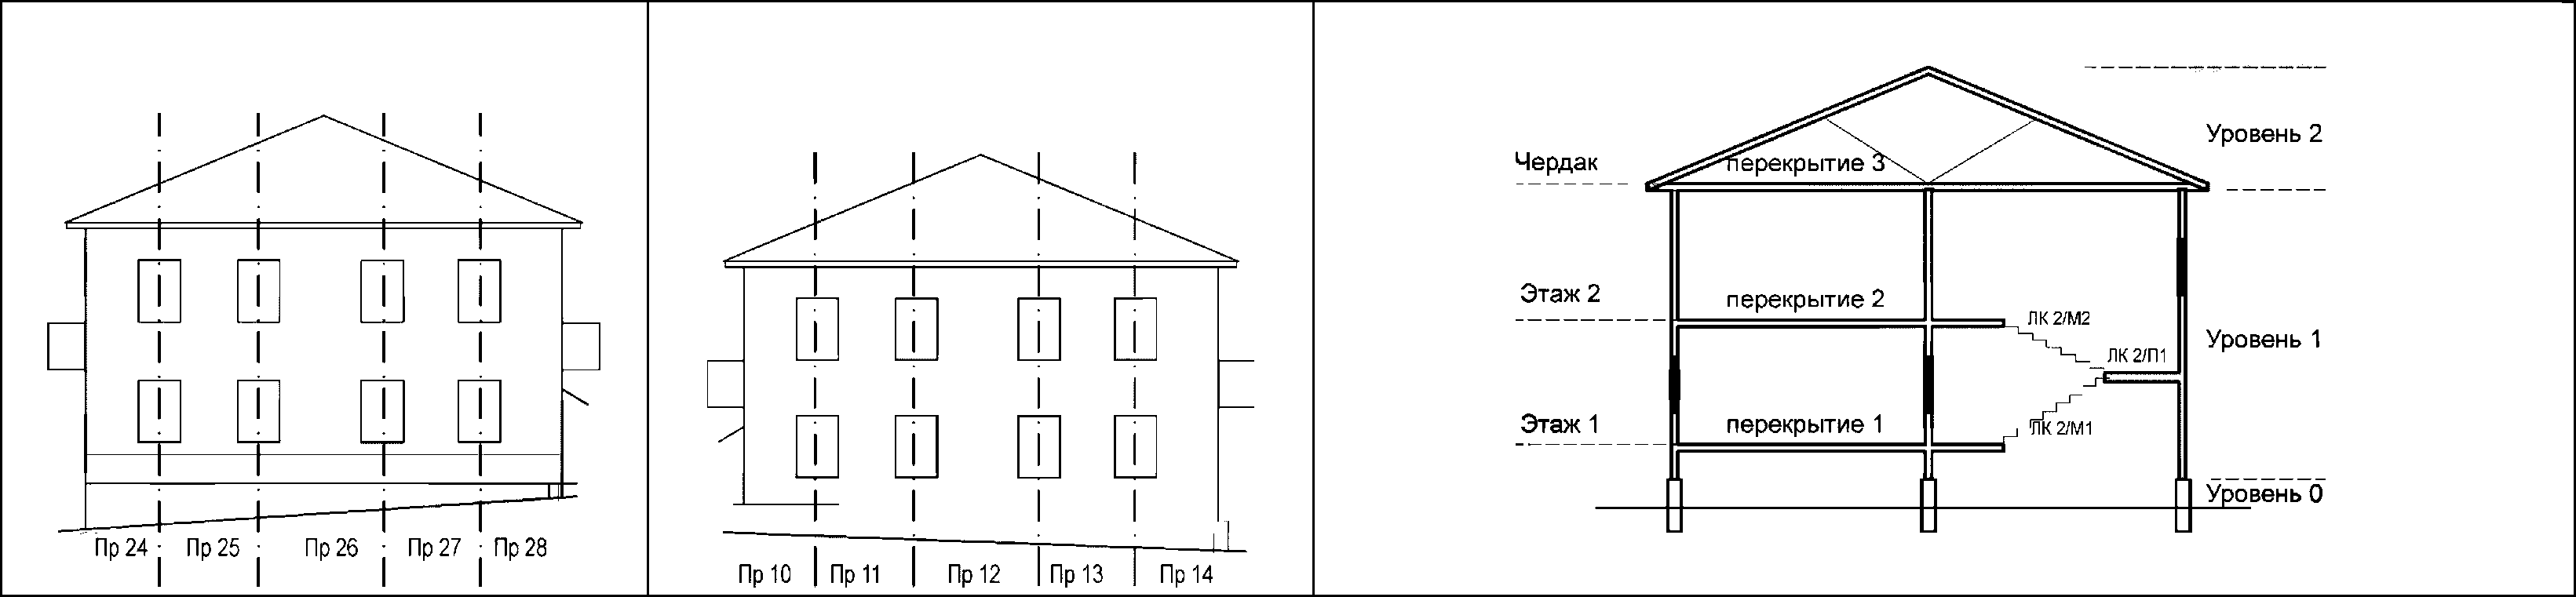 Пр 24
Пр 25
Пр 26
Пр 27
Пр 28
Пр 10
Пр 11
Пр 12
Пр 13
Пр 14
Уровень 2
Чердак
перекрытие 3
Этаж 2
перекрытие 2
ЛК 2/М2
Уровень 1
ЛК 2/П1
Этаж 1
перекрытие 1
ЛК 2/М1
Уровень 0